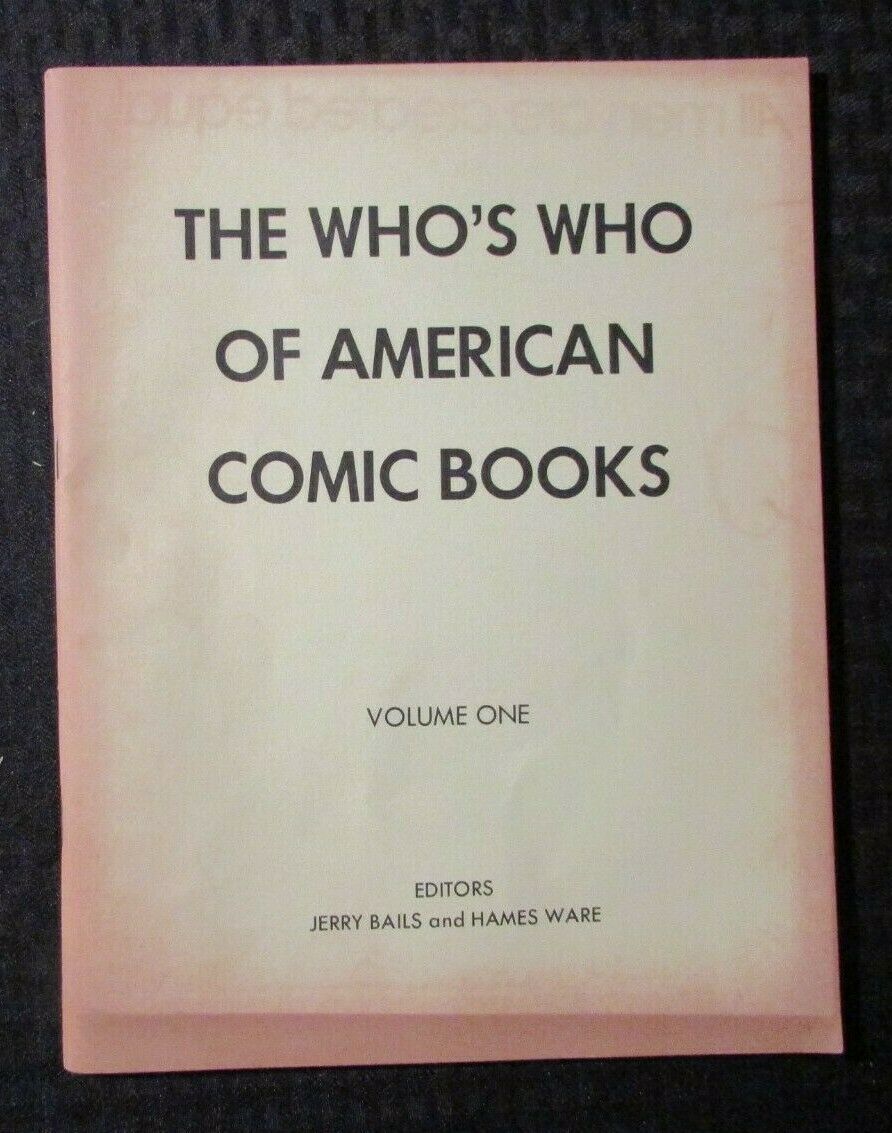 THE WHO'S WHO
OF AMERICAN
COMIC BOOKS
VOLUME ONE
EDITORS
JERRY BAILS and HAMES WARE